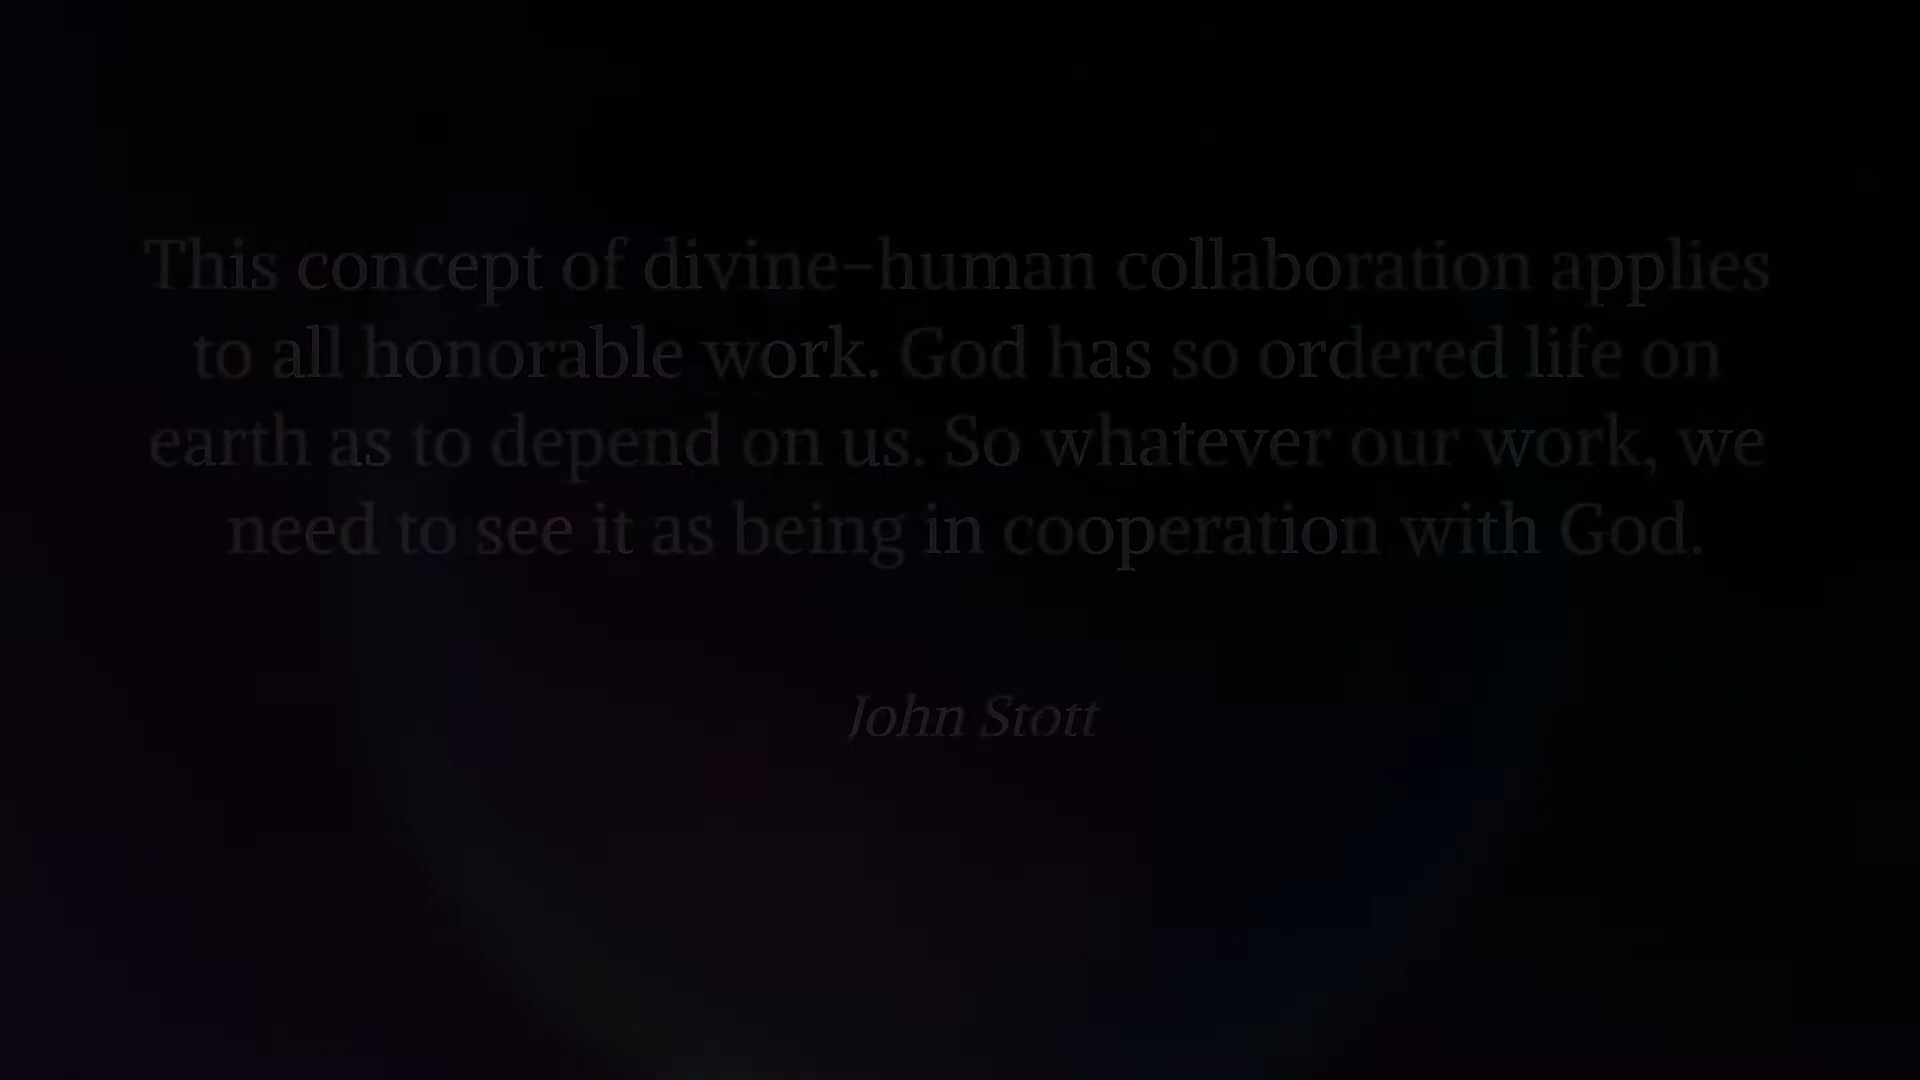 This concept of divine-human collaboration applies
to all honorable work. God has so ordered life on
earth as to depend on us. So whatever our work, we
need to see it as being in cooperation with God.
John Stott